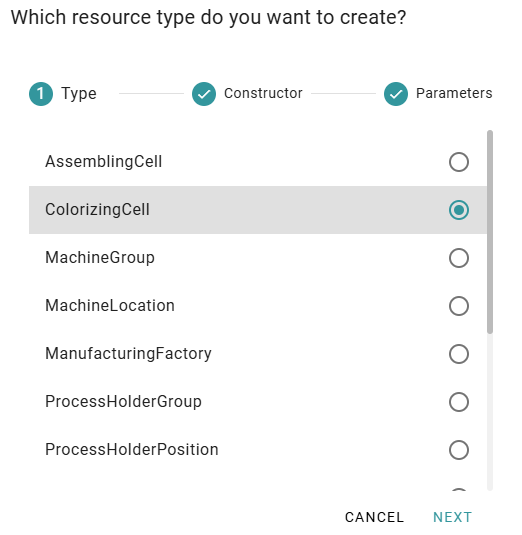 Which resource type do you want to create?
1 Type Constructor Parameters
AssemblingCell
ColorizingCell
MachineGroup
MachineLocation
ManufacturingFactory
ProcessHolderGroup
ProcessHolderPosition
CANCEL NEXT